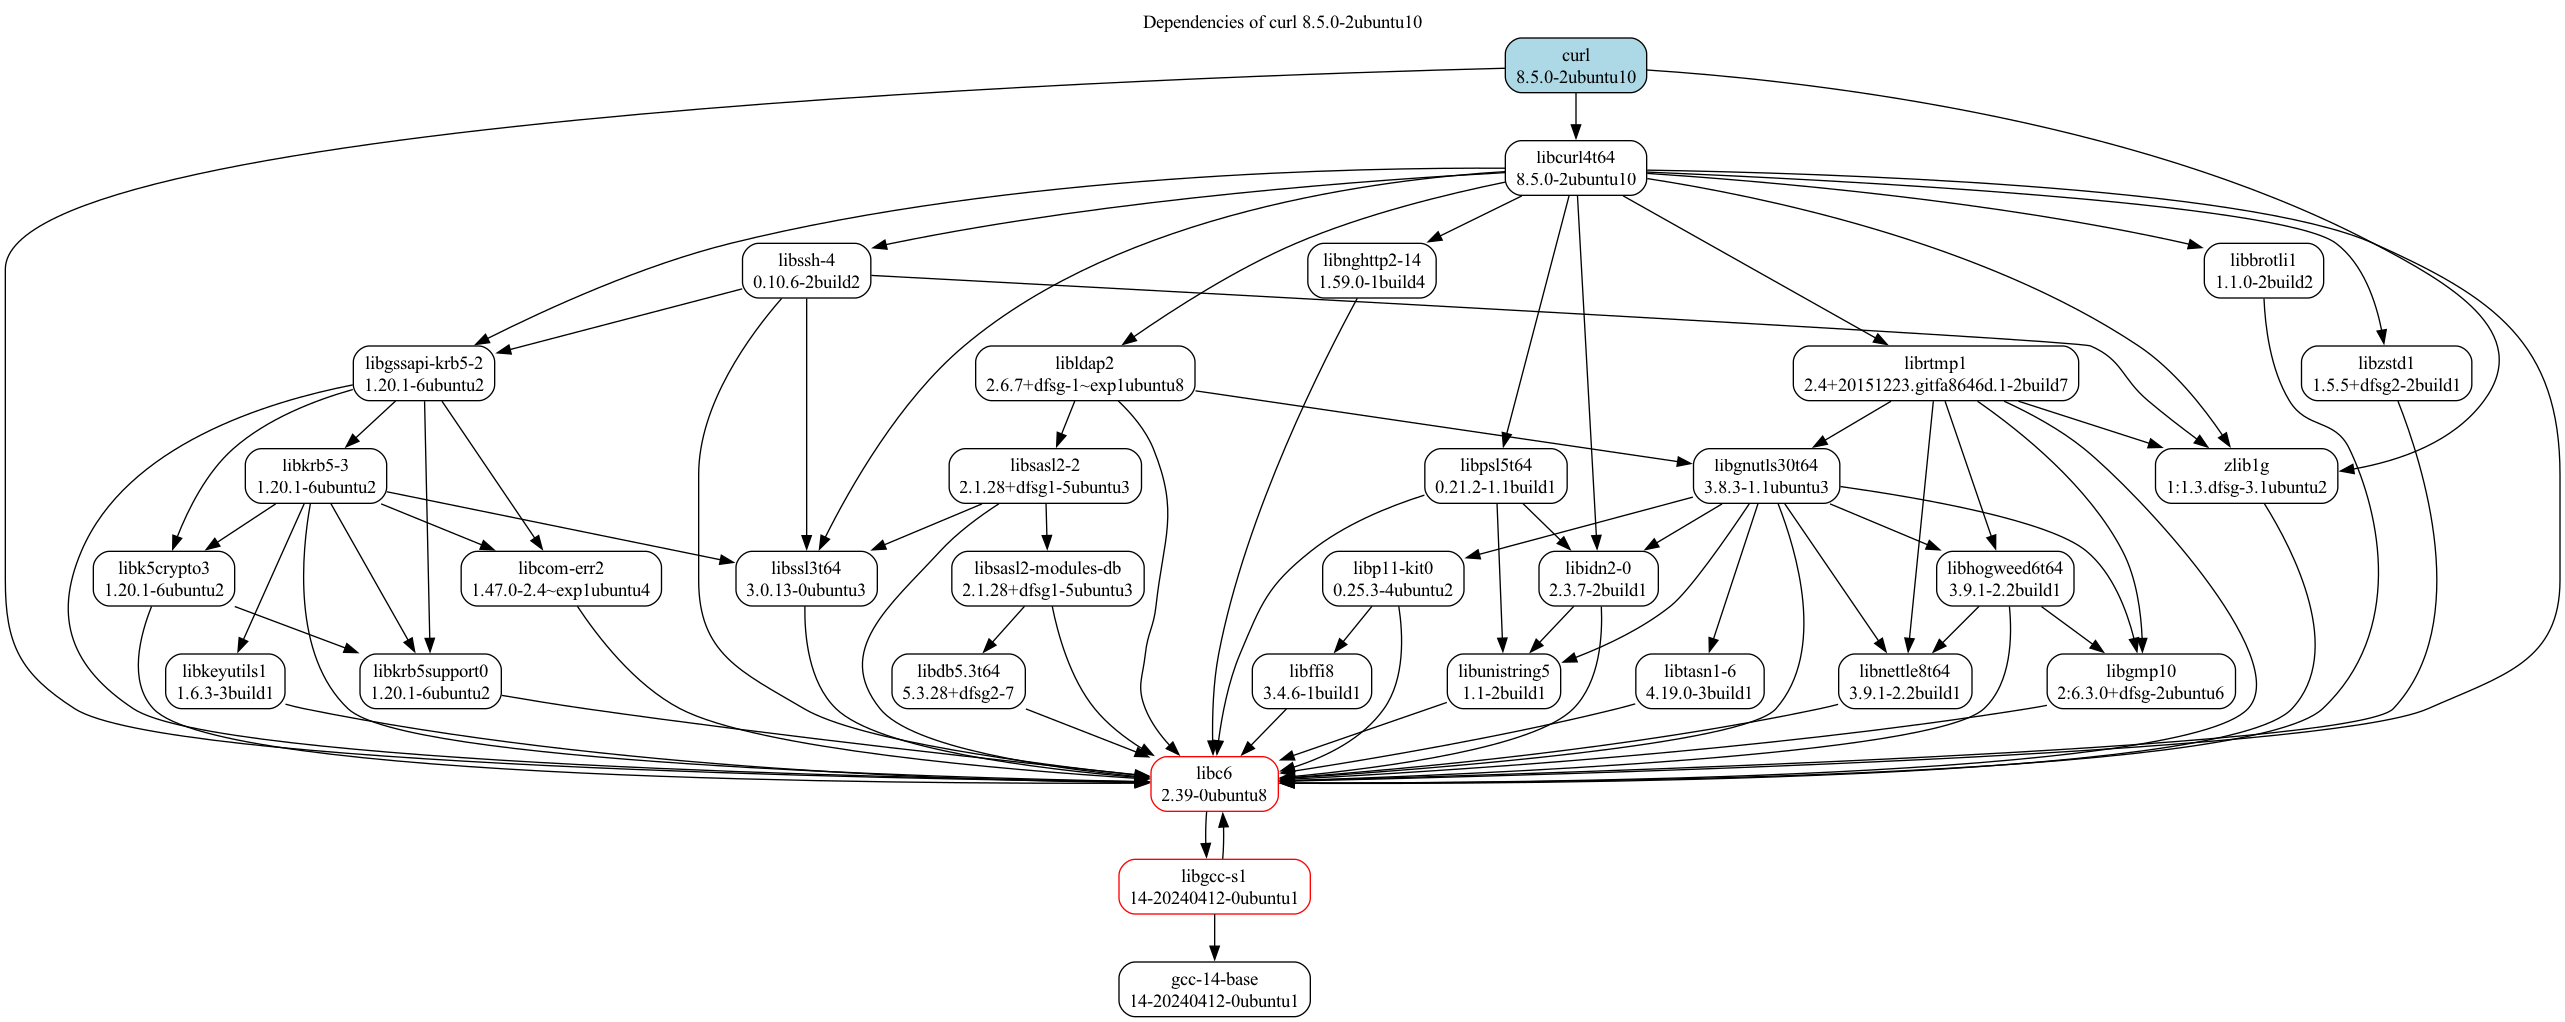 Dependencies of curl 8.5.0-2ubuntu10
curl
8.5.0-2ubuntu10
libcurl4t64
8.5.0-2ubuntu10
libssh-4
0.10.6-2build2
libnghttp2-14
1.59.0-1build4
libbrotli1
1.1.0-2build2
libgssapi-krb5-2
1.20.1-6ubuntu2
libldap2
2.6.7+dfsg-1~exp1ubuntu8
librtmp1
2.4+20151223.gitfa8646d.1-2build7
libzstd1
1.5.5+dfsg2-2build1
libkrb5-3
1.20.1-6ubuntu2
libsasl2-2
2.1.28+dfsg1-5ubuntu3
libpsl5t64
0.21.2-1.1build1
libgnutls30t64
3.8.3-1.1ubuntu3
zlib1g
1:1.3.dfsg-3.1ubuntu2
libk5crypto3
1.20.1-6ubuntu2
libcom-err2
1.47.0-2.4~exp1ubuntu4
libssl3t64
3.0.13-0ubuntu3
libsasl2-modules-db
2.1.28+dfsg1-5ubuntu3
libp11-kit0
0.25.3-4ubuntu2
libidn2-0
2.3.7-2build1
libhogweed6t64
3.9.1-2.2build1
libkeyutils1
1.6.3-3build1
libkrb5support0
1.20.1-6ubuntu2
libdb5.3t64
5.3.28+dfsg2-7
libffi8
3.4.6-1build1
libunistring5
1.1-2build1
libtasn1-6
4.19.0-3build1
libnettle8t64
3.9.1-2.2build1
libgmp10
2:6.3.0+dfsg-2ubuntu6
libc6
2.39-0ubuntu8
libgcc-s1
14-20240412-0ubuntu1
gcc-14-base
14-20240412-0ubuntu1